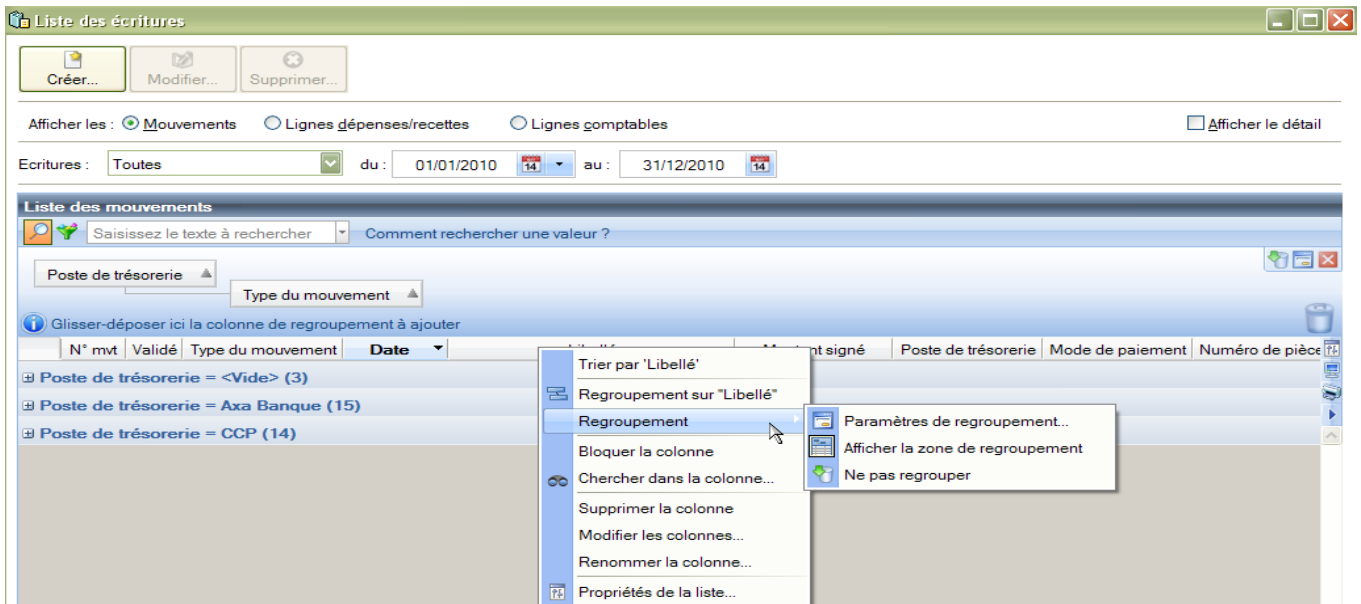 Liste des écritures
Créer... Modifier... Supprimer...
Afficher les : Mouvements Lignes dépenses/recettes Lignes comptables Afficher le détail
Ecritures : Toutes du : 01/01/2010 14 au : 31/12/2010 14
Liste des mouvements
Saisissez le texte à rechercher Comment rechercher une valeur ?
Poste de trésorerie
Type du mouvement
Glisser-déposer ici la colonne de regroupement à ajouter
N° mvt Validé Type du mouvement Date nt signé Poste de trésorerie Mode de paiement Numéro de pièce
Trier par 'Libellé'
Poste de trésorerie = <Vide> (3)
Regroupement sur "Libellé"
Poste de trésorerie = Axa Banque (15)
Regroupement Paramètres de regroupement...
Poste de trésorerie = CCP (14)
Bloquer la colonne Afficher la zone de regroupement
Chercher dans la colonne... Ne pas regrouper
Supprimer la colonne
Modifier les colonnes...
Renommer la colonne...
Propriétés de la liste...